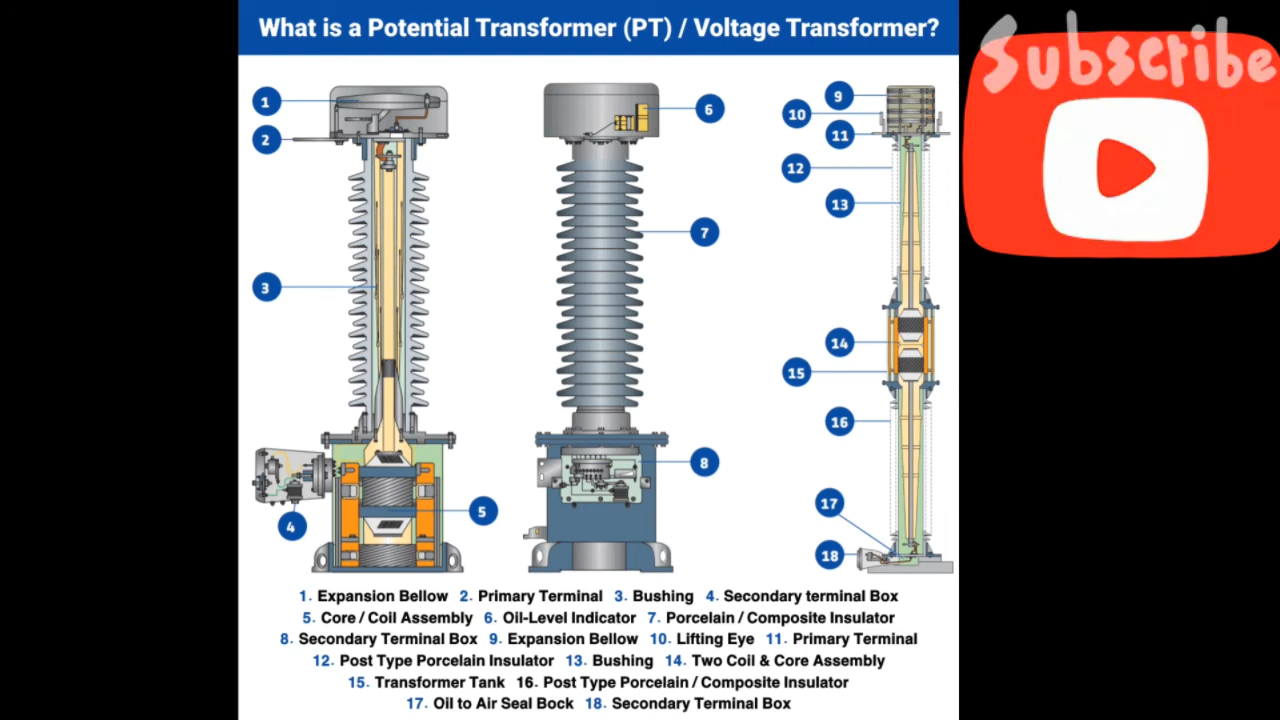 What is a Potential Transformer (PT) / Voltage Transformer?
Subscribe
1
2
3
4
5
6
7
8
9
10
11
12
13
14
15
16
17
18
1. Expansion Bellow 2. Primary Terminal 3. Bushing 4. Secondary terminal Box
5. Core / Coil Assembly 6. Oil-Level Indicator 7. Porcelain / Composite Insulator
8. Secondary Terminal Box 9. Expansion Bellow 10. Lifting Eye 11. Primary Terminal
12. Post Type Porcelain Insulator 13. Bushing 14. Two Coil & Core Assembly
15. Transformer Tank 16. Post Type Porcelain / Composite Insulator
17. Oil to Air Seal Bock 18. Secondary Terminal Box